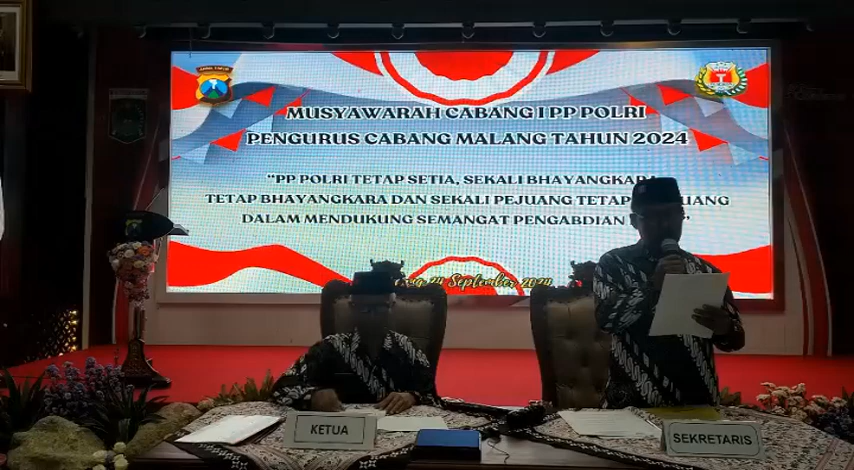 MUSYAWARAH CABANG I PP POLRI
PENGURUS CABANG MALANG TAHUN 2024
"PP POLRI TETAP SETIA, SEKALI BHAYANGKARA
TETAP BHAYANGKARA DAN SEKALI PEJUANG TETAP
DALAM MENDUKUNG SEMANGAT PENGABDIAN
September 2024
KETUA
SEKRETARIS